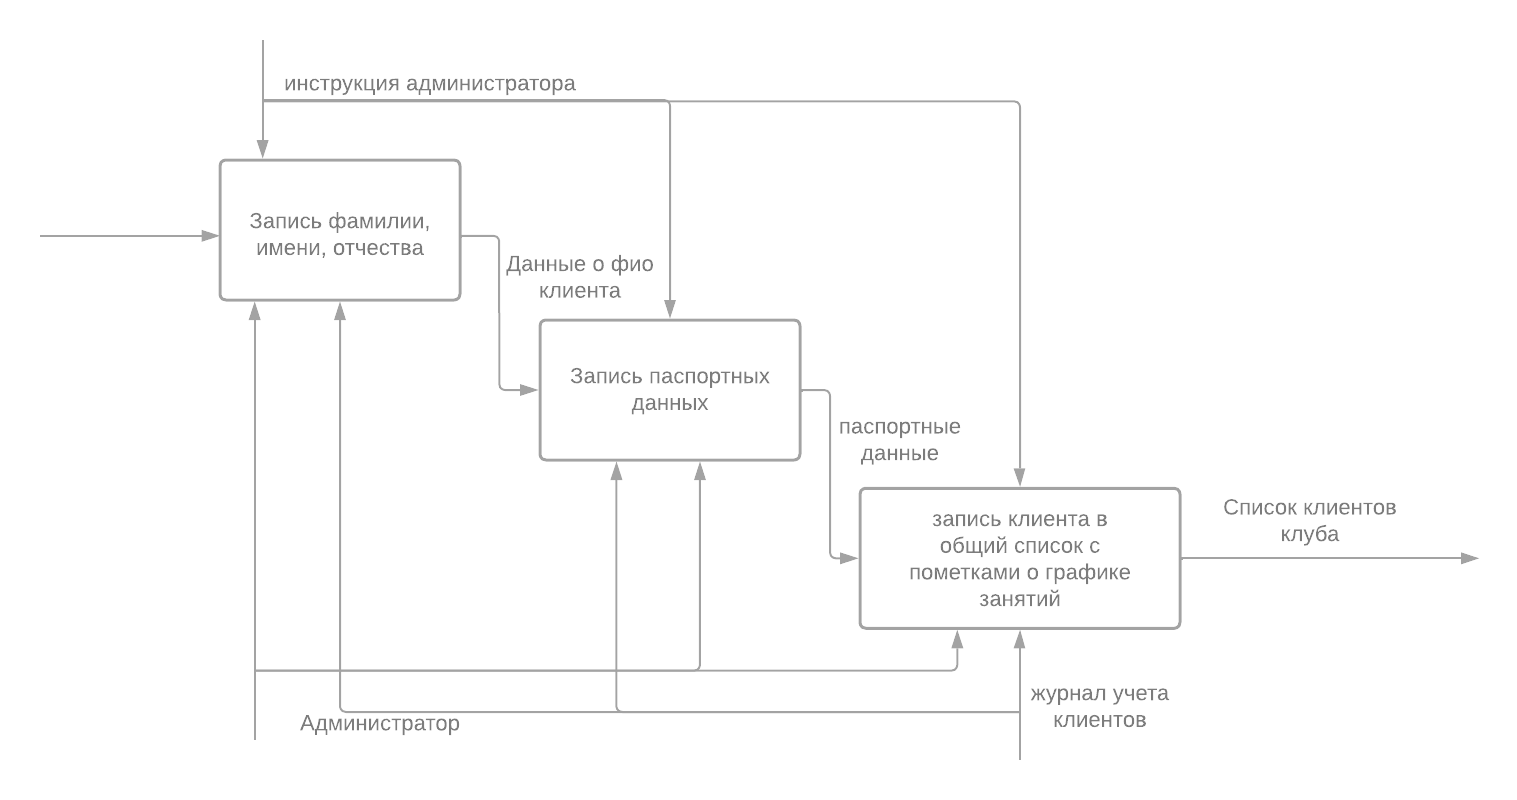 инструкция администратора
Запись фамилии,
имени, отчества
Данные о фио
клиента
Запись паспортных
данных
паспортные
данные
запись клиента в
общий список с
пометками о графике
занятий
Список клиентов
клуба
журнал учета
клиентов
Администратор